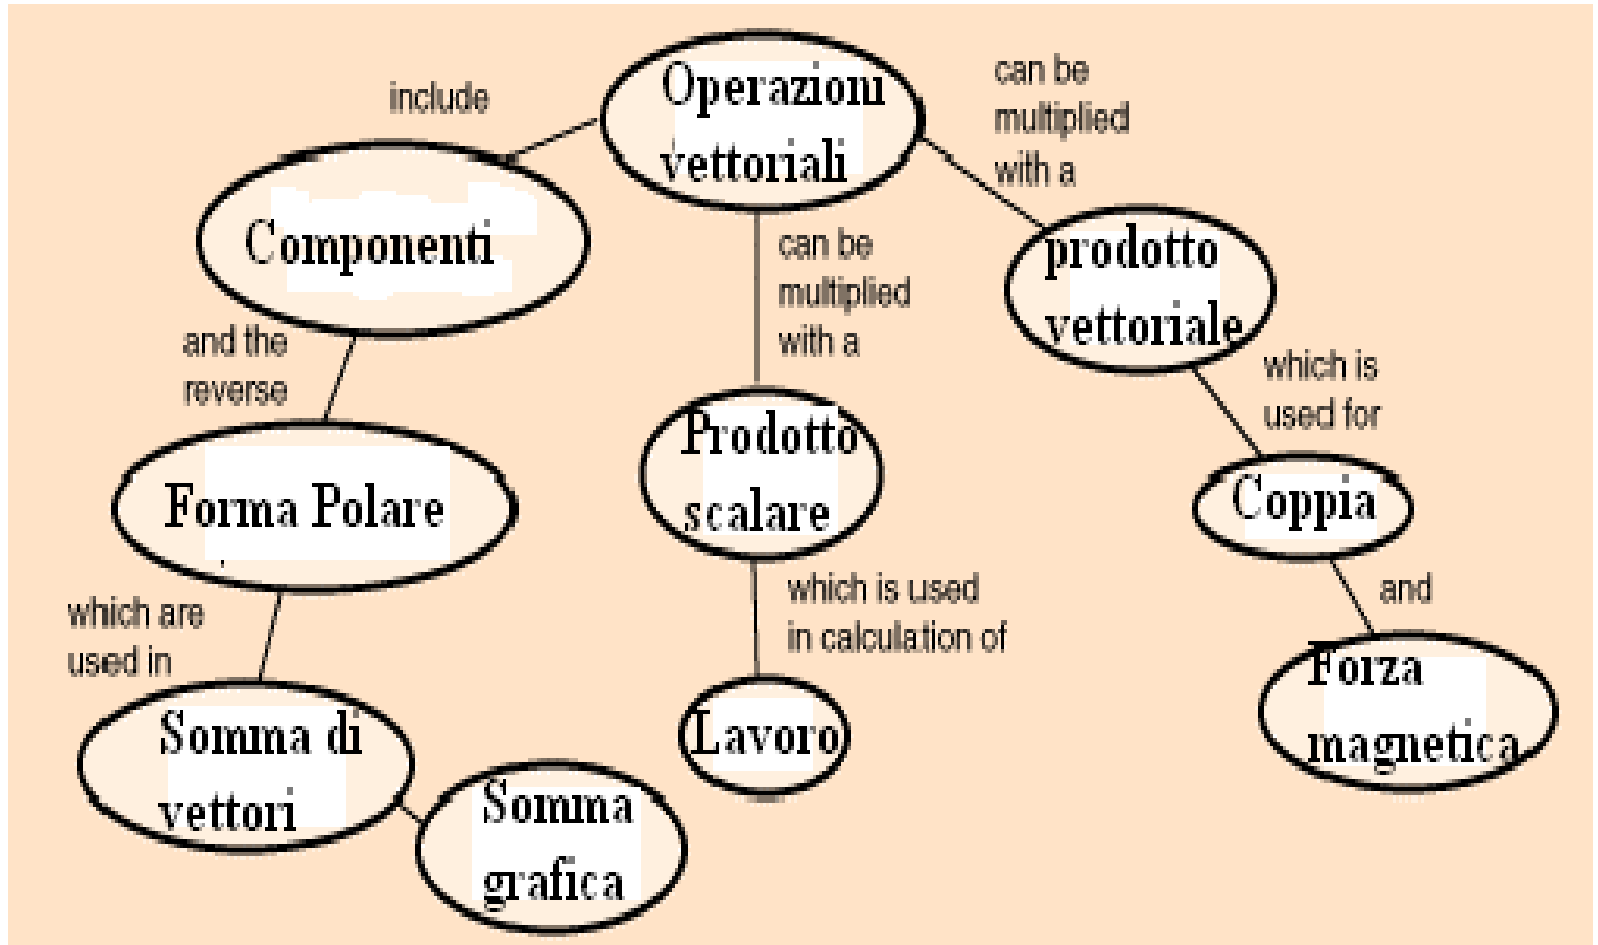 include
Operazioni
vettoriali
can be
multiplied
with a
Componenti
can be
multiplied
with a
prodotto
vettoriale
and the
reverse
which is
used for
Forma Polare
Prodotto
scalare
Coppia
which are
used in
which is used
in calculation of
and
Somma di
vettori
Lavoro
Forza
magnetica
Somma
grafica